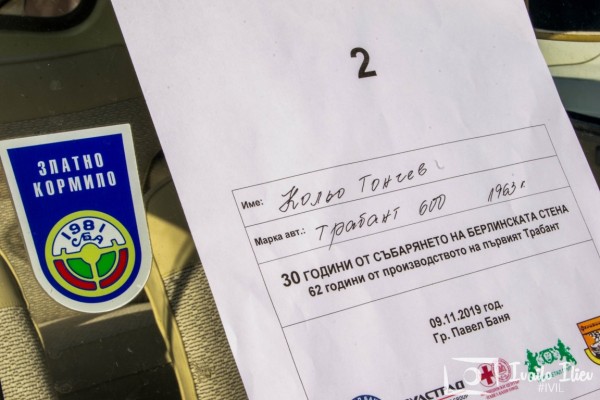 2
ЗЛАТНО
КОРМИЛО
1981
СБА
Име: Кольо Тончев
Марка авт.: Трабант 600 1963 г.
30 ГОДИНИ ОТ СЪБАРЯНЕТО НА БЕРЛИНСКАТА СТЕНА
62 години от производството на първият Трабант
09.11.2019 год.
Гр. Павел Баня
Ivailo Iliev
#IVIL